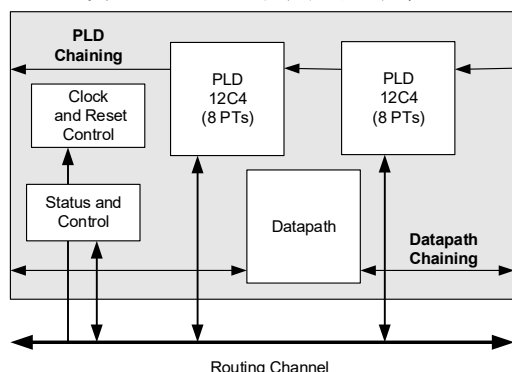 PLD
Chaining
PLD
12C4
(8 PTs)
PLD
12C4
(8 PTs)
Clock
and Reset
Control
Status and
Control
Datapath
Datapath
Chaining
Routing Channel